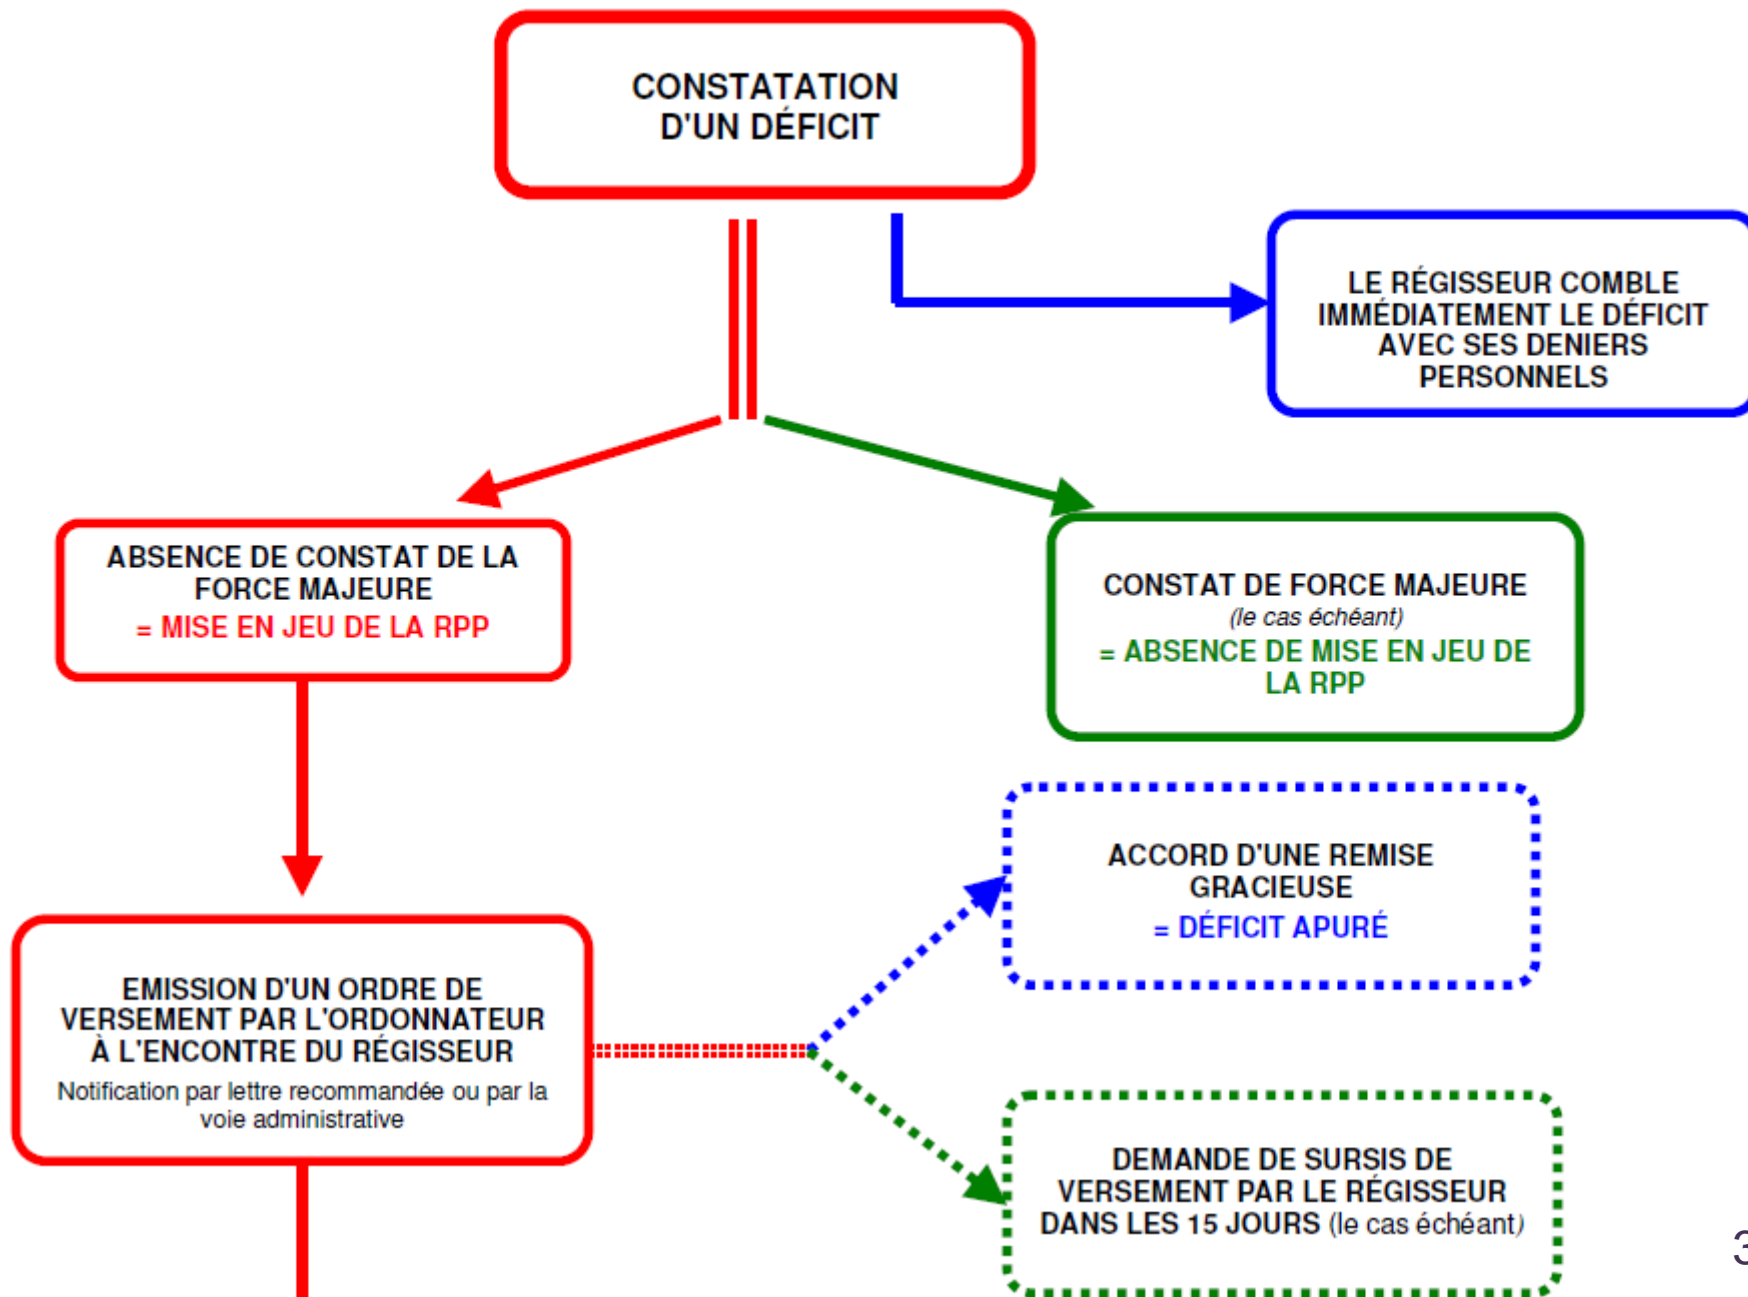 CONSTATATION
D'UN DÉFICIT
LE RÉGISSEUR COMBLE
IMMÉDIATEMENT LE DÉFICIT
AVEC SES DENIERS
PERSONNELS
ABSENCE DE CONSTAT DE LA
FORCE MAJEURE
= MISE EN JEU DE LA RPP
CONSTAT DE FORCE MAJEURE
(le cas échéant)
= ABSENCE DE MISE EN JEU DE
LA RPP
ACCORD D'UNE REMISE
GRACIEUSE
= DÉFICIT APURÉ
EMISSION D'UN ORDRE DE
VERSEMENT PAR L'ORDONNATEUR
À L'ENCONTRE DU RÉGISSEUR
Notification par lettre recommandée ou par la
voie administrative
DEMANDE DE SURSIS DE
VERSEMENT PAR LE RÉGISSEUR
DANS LES 15 JOURS (le cas échéant)
3